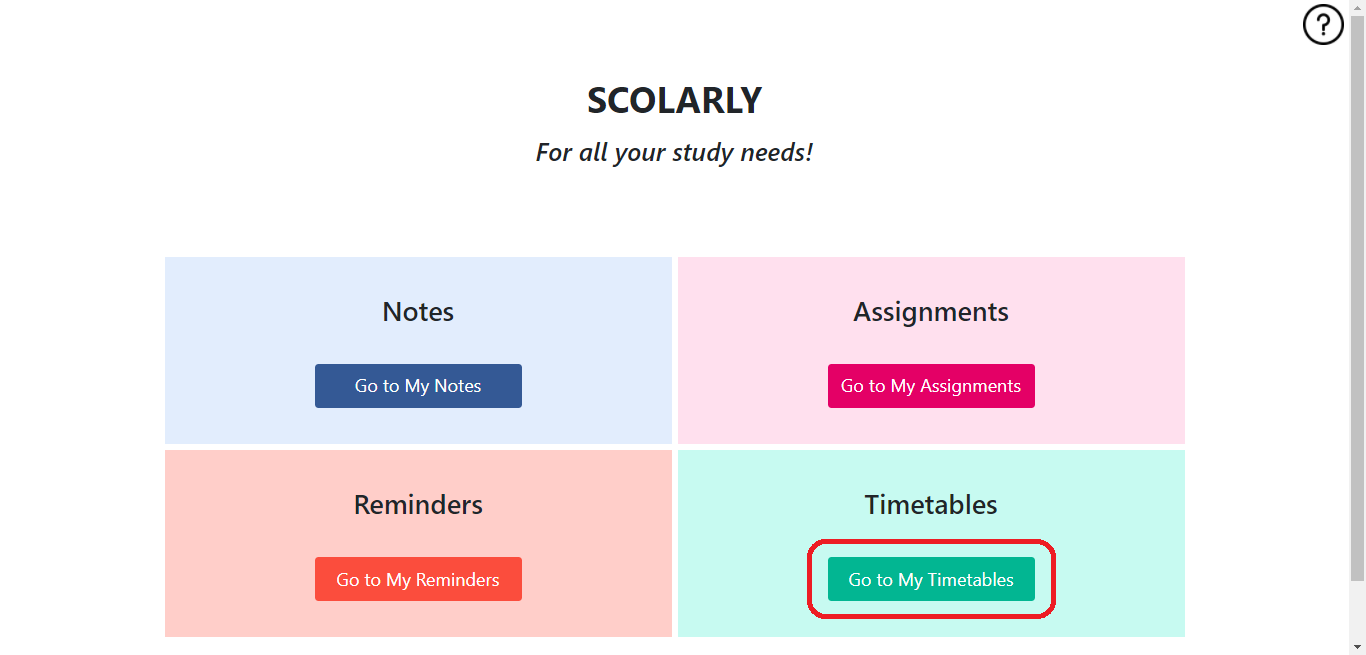 ?
SCOLARLY
For all your study needs!
Notes
Go to My Notes
Assignments
Go to My Assignments
Reminders
Go to My Reminders
Timetables
Go to My Timetables